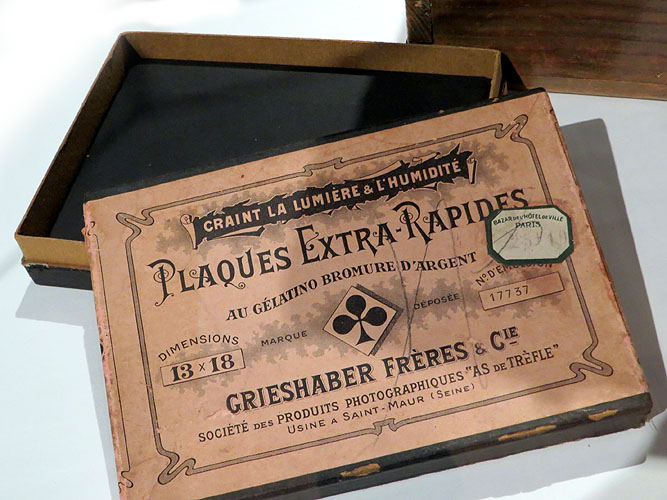 CRAINT LA LUMIÈRE & L'HUMIDITÉ
PLAQUES EXTRA-RAPIDES
BAZAR DE L'HÔTEL DE VILLE
PARIS
AU GÉLATINO BROMURE D'ARGENT
N° D'ÉMULSION
17737
MARQUE DÉPOSÉE
DIMENSIONS
13 x 18
GRIESHABER FRÈRES & CIE
SOCIÉTÉ DES PRODUITS PHOTOGRAPHIQUES "AS DE TRÈFLE"
USINE A SAINT-MAUR (SEINE)